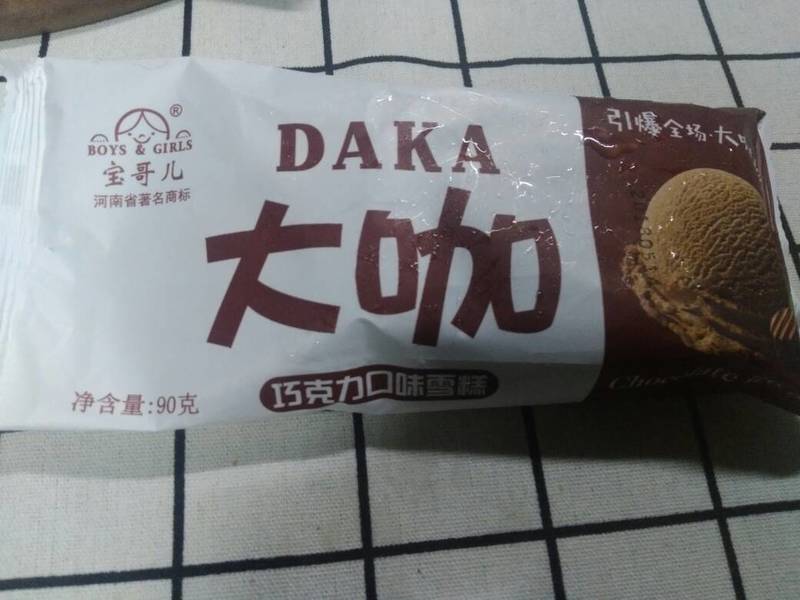 ®
BOYS & GIRLS
宝哥儿
河南省著名商标
DAKA
大咖
巧克力口味雪糕
净含量:90克
引爆全场·大
Chocolate